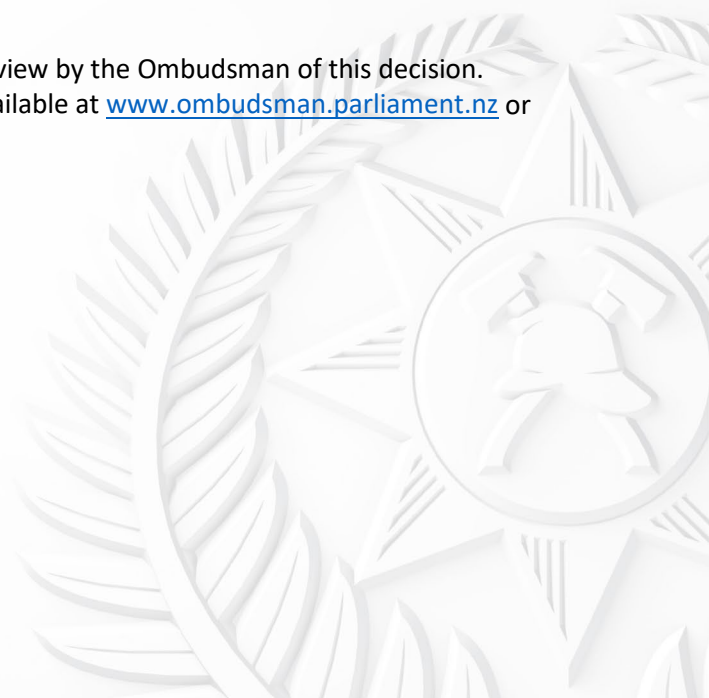 view by the Ombudsman of this decision.
ailable at www.ombudsman.parliament.nz or